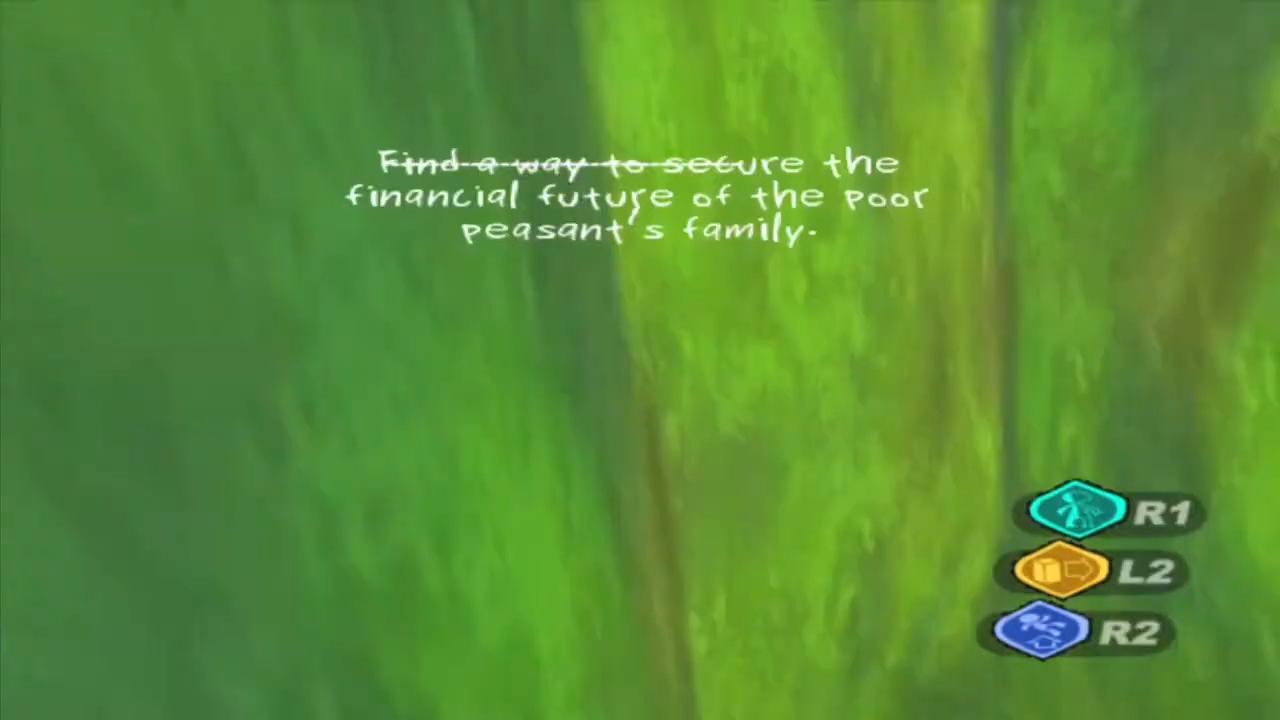 Find a way to secure the
financial future of the poor
peasant's family.
R1
L2
R2